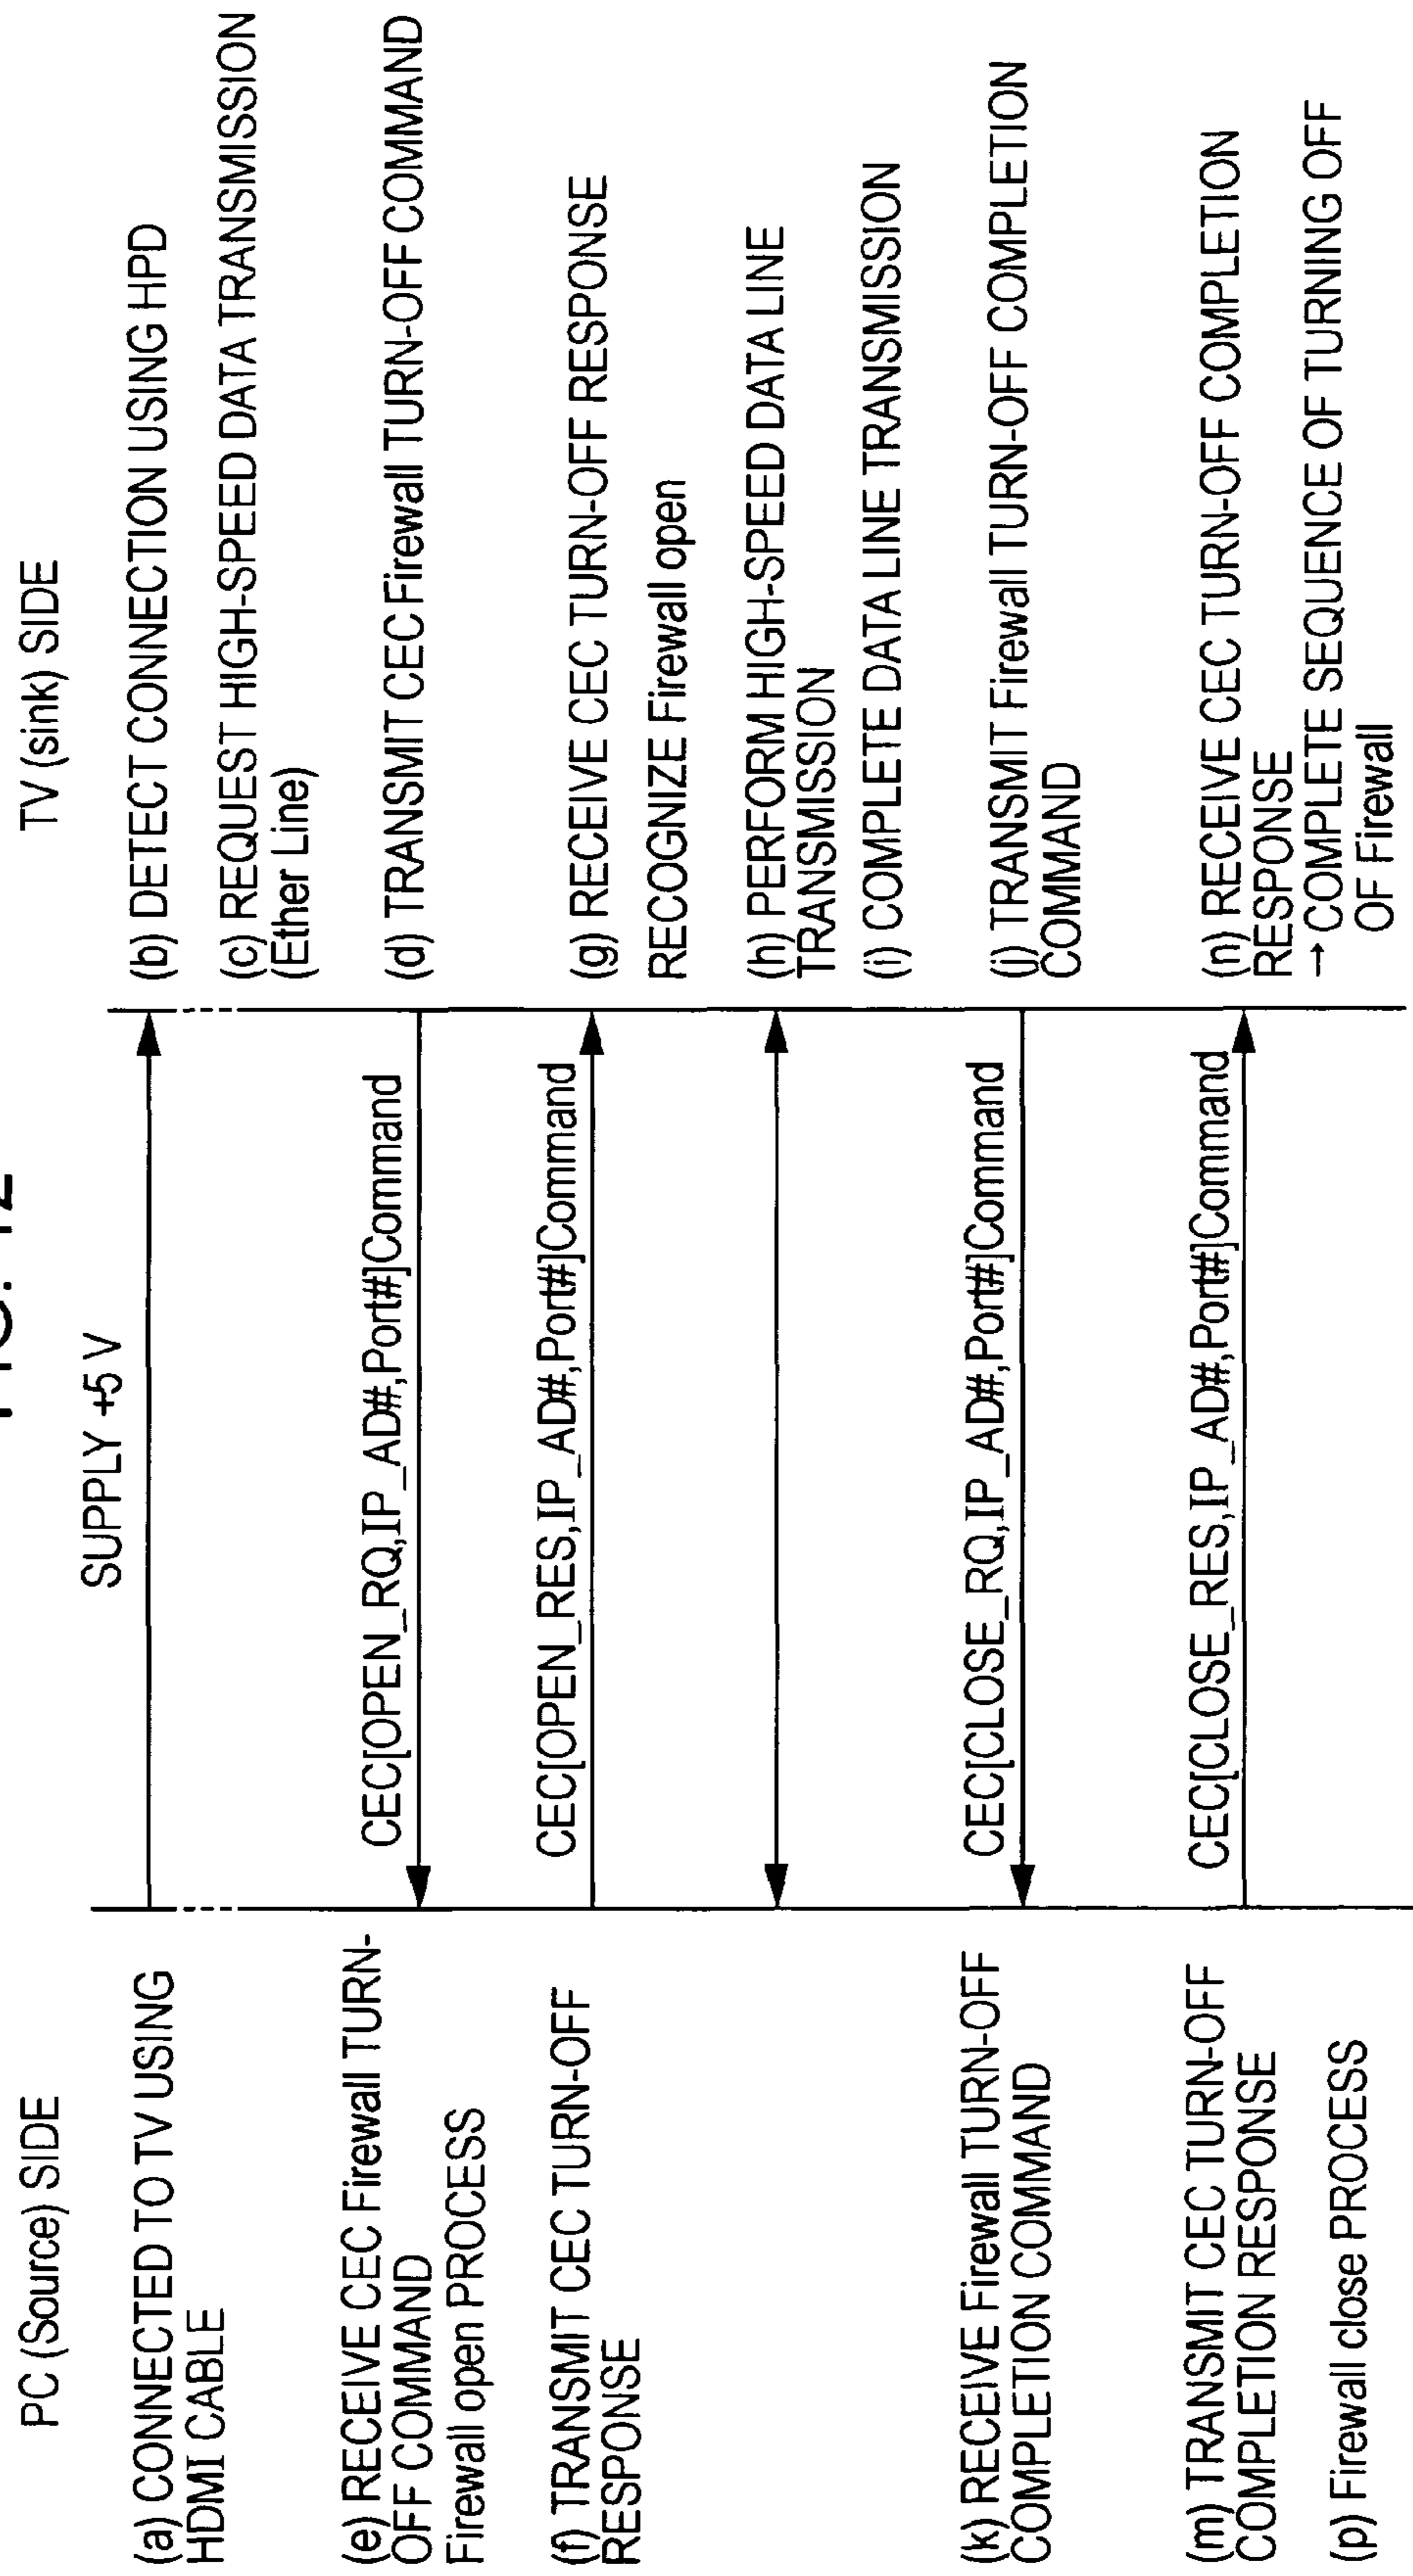 PC (Source) SIDE
TV (sink) SIDE
(a) CONNECTED TO TV USING
HDMI CABLE
SUPPLY +5 V
(b) DETECT CONNECTION USING HPD
(c) REQUEST HIGH-SPEED DATA TRANSMISSION
(Ether Line)
(d) TRANSMIT CEC Firewall TURN-OFF COMMAND
CEC[OPEN_RQ,IP_AD#,Port#]Command
(e) RECEIVE CEC Firewall TURN-
OFF COMMAND
Firewall open PROCESS
(f) TRANSMIT CEC TURN-OFF
RESPONSE
CEC[OPEN_RES,IP_AD#,Port#]Command
(g) RECEIVE CEC TURN-OFF RESPONSE
RECOGNIZE Firewall open
(h) PERFORM HIGH-SPEED DATA LINE
TRANSMISSION
(i) COMPLETE DATA LINE TRANSMISSION
(j) TRANSMIT Firewall TURN-OFF COMPLETION
COMMAND
CEC[CLOSE_RQ,IP_AD#,Port#]Command
(k) RECEIVE Firewall TURN-OFF
COMPLETION COMMAND
(m) TRANSMIT CEC TURN-OFF
COMPLETION RESPONSE
CEC[CLOSE_RES,IP_AD#,Port#]Command
(n) RECEIVE CEC TURN-OFF COMPLETION
RESPONSE
→ COMPLETE SEQUENCE OF TURNING OFF
OF Firewall
(p) Firewall close PROCESS